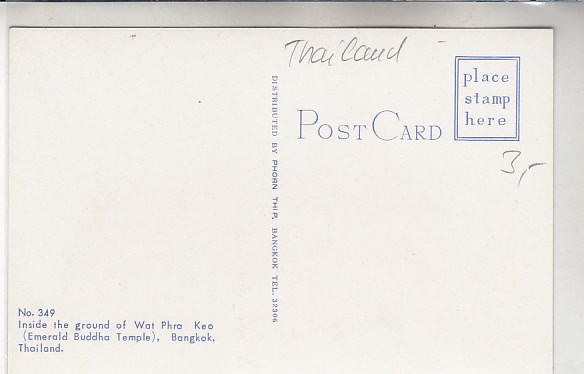 Thailand
place
stamp
here
POST CARD
3,-
DISTRIBUTED BY PHORN THIP, BANGKOK TEL. 32306
No. 349
Inside the ground of Wat Phra Keo
(Emerald Buddha Temple), Bangkok,
Thailand.